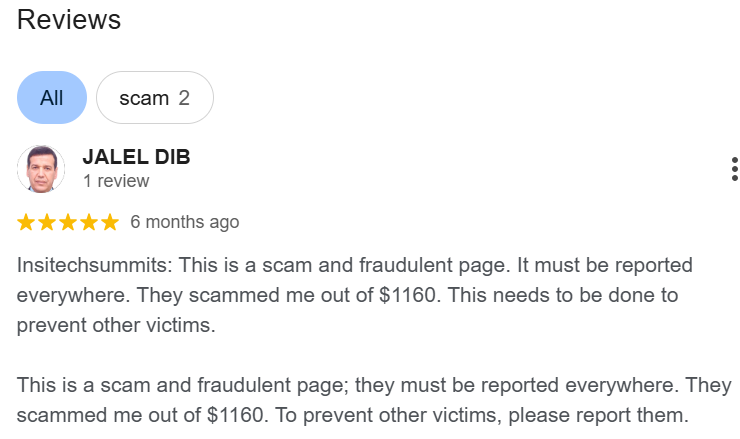 Reviews
All
scam 2
JALEL DIB
1 review
6 months ago
Insitechsummits: This is a scam and fraudulent page. It must be reported
everywhere. They scammed me out of $1160. This needs to be done to
prevent other victims.
This is a scam and fraudulent page; they must be reported everywhere. They
scammed me out of $1160. To prevent other victims, please report them.